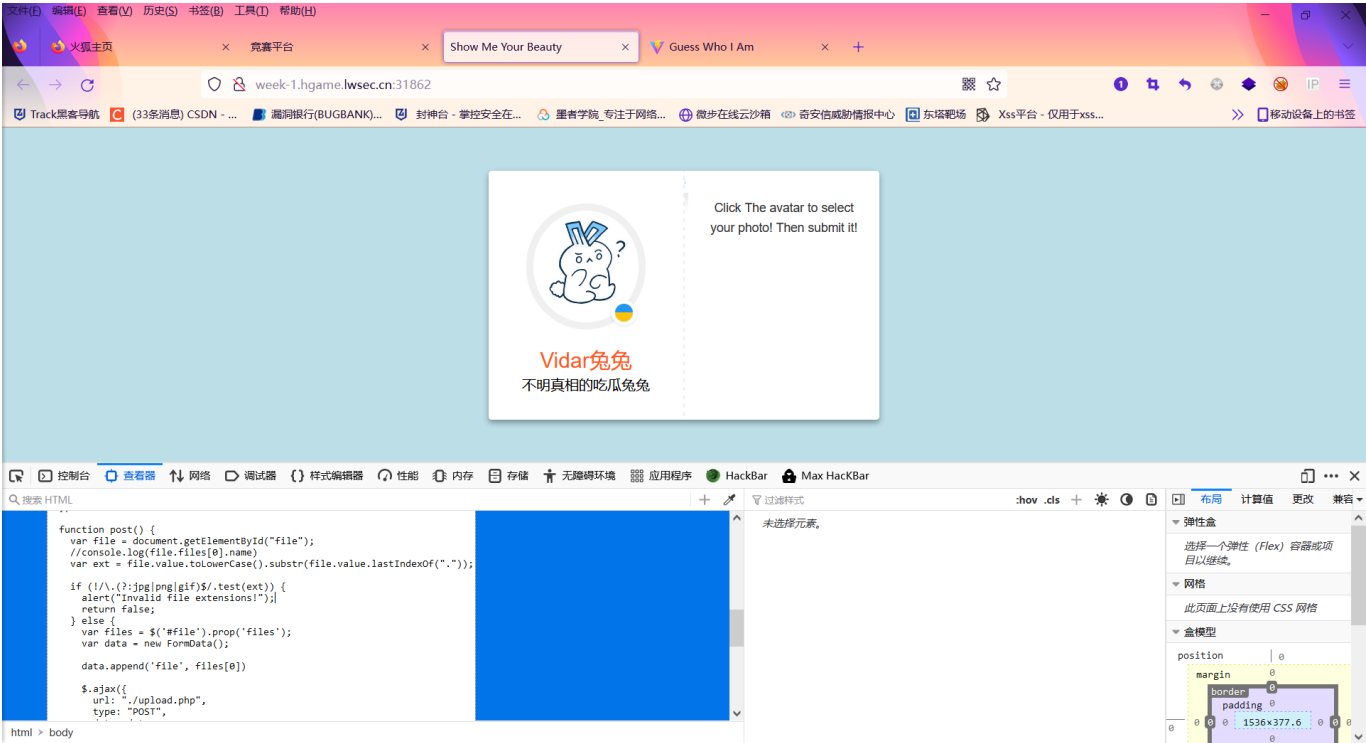 文件(F) 编辑(E) 查看(V) 历史(S) 书签(B) 工具(T) 帮助(H)
火狐主页 × 竞赛平台 × Show Me Your Beauty × Guess Who I Am × +
week-1.hgame.lwsec.cn:31862
1 IP
Track黑客导航 C (33条消息) CSDN - ... 漏洞银行(BUGBANK)... 封神台 - 掌控安全在... 墨者学院_专注于网络... 微步在线云沙箱 奇安信威胁情报中心 东塔靶场 Xss平台 - 仅用于xss... 移动设备上的书签
Click The avatar to select
your photo! Then submit it!
Vidar兔兔
不明真相的吃瓜兔兔
控制台 查看器 网络 调试器 样式编辑器 性能 内存 存储 无障碍环境 应用程序 HackBar Max HacKBar
搜索 HTML
过滤样式 :hov .cls
布局 计算值 更改 兼容
function post() {
var file = document.getElementById("file");
//console.log(file.files[0].name)
var ext = file.value.toLowerCase().substr(file.value.lastIndexOf("."));
if (!/\.(?:jpg|png|gif)$/.test(ext)) {
alert("Invalid file extensions!");
return false;
} else {
var files = $('#file').prop('files');
var data = new FormData();
data.append('file', files[0])
$.ajax({
url: "./upload.php",
type: "POST",
html > body
未选择元素。
弹性盒
选择一个弹性（Flex）容器或项
目以继续。
网格
此页面上没有使用 CSS 网格
盒模型
position 0
margin 0
border 0
padding 0
0 0 0 1536×377.6 0 0 0
0